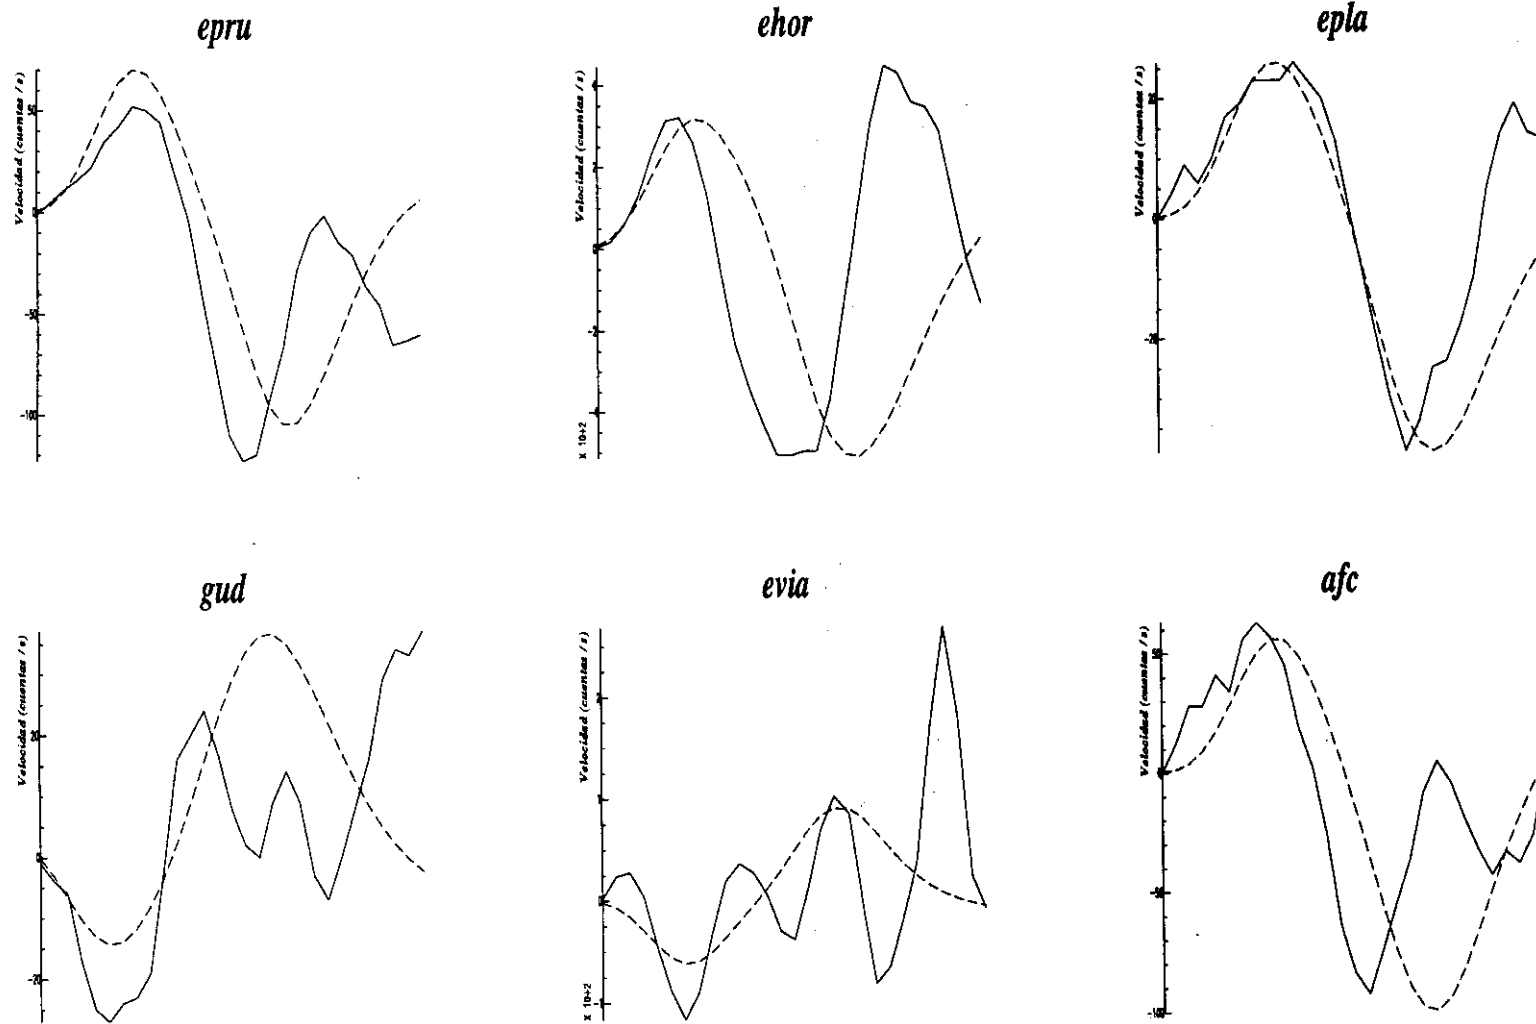 epru
ehor
epla
Velocidad (cuentas / s)
50
0
-50
-100
Velocidad (cuentas / s)
4
2
0
-2
-4
x 10+2
Velocidad (cuentas / s)
0
-20
gud
evia
afc
Velocidad (cuentas / s)
20
0
-20
Velocidad (cuentas / s)
2
1
0
-1
x 10+2
Velocidad (cuentas / s)
50
0
-50
-100